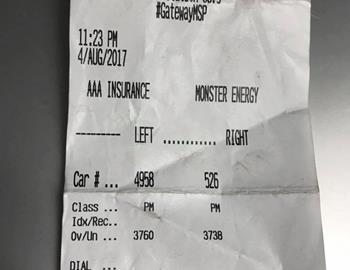 #GatewayMSP
11:23 PM
4/AUG/2017
AAA INSURANCE MONSTER ENERGY
--------- LEFT ............ RIGHT
Car # ... 4958 526
Class ... PM PM
Idx/Rec..
Ov/Un ... 3760 3738
DIAL ...